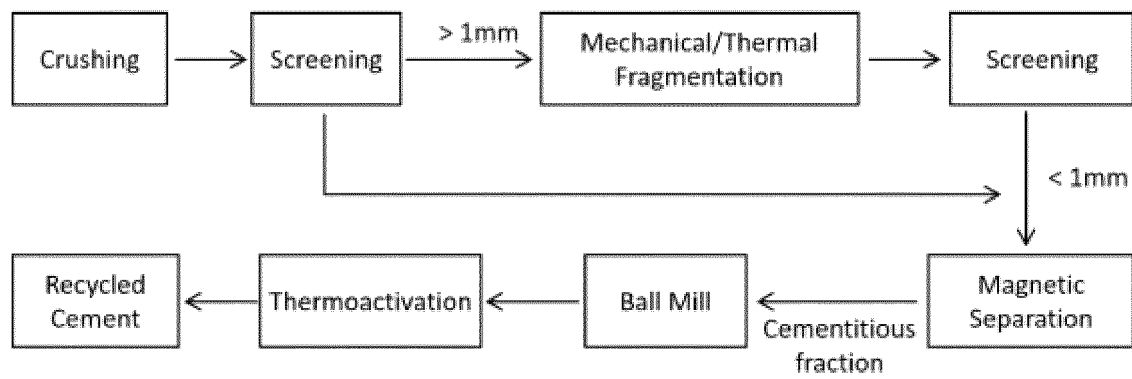 Crushing
Screening
> 1mm
Mechanical/Thermal
Fragmentation
Screening
< 1mm
Recycled
Cement
Thermoactivation
Ball Mill
Cementitious
fraction
Magnetic
Separation